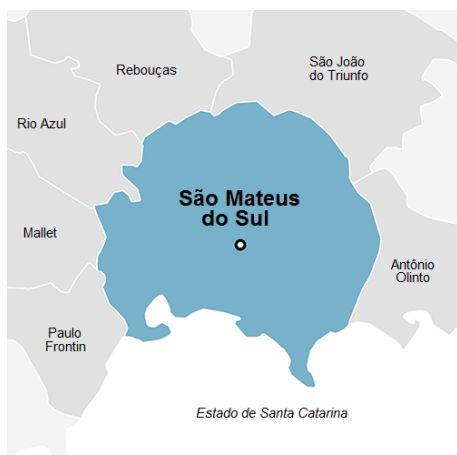 São João
do Triunfo
Rebouças
Rio Azul
São Mateus
do Sul
Mallet
Antônio
Olinto
Paulo
Frontin
Estado de Santa Catarina